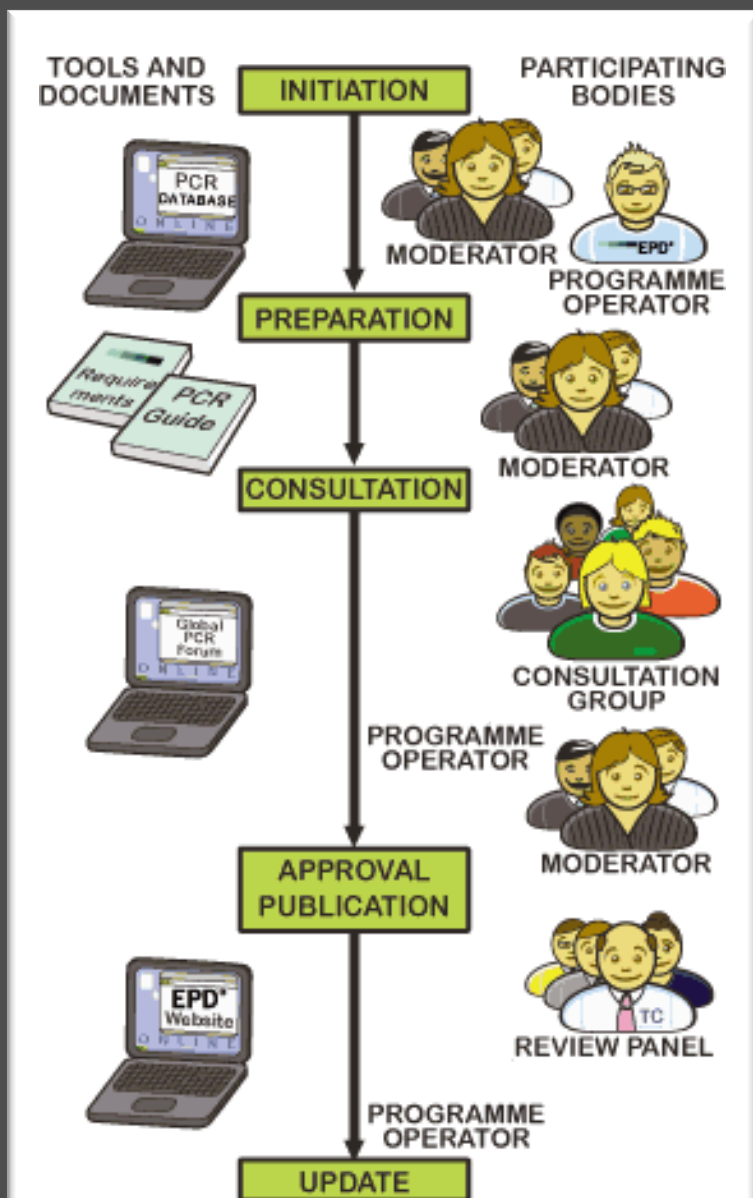 TOOLS AND
DOCUMENTS
INITIATION
PARTICIPATING
BODIES
PCR
DATABASE
ONLINE
MODERATOR
EPD®
PROGRAMME
OPERATOR
PREPARATION
Require
ments
PCR
Guide
MODERATOR
CONSULTATION
Global
PCR
Forum
ONLINE
CONSULTATION
GROUP
PROGRAMME
OPERATOR
MODERATOR
APPROVAL
PUBLICATION
EPD®
Website
ONLINE
TC
REVIEW PANEL
PROGRAMME
OPERATOR
UPDATE